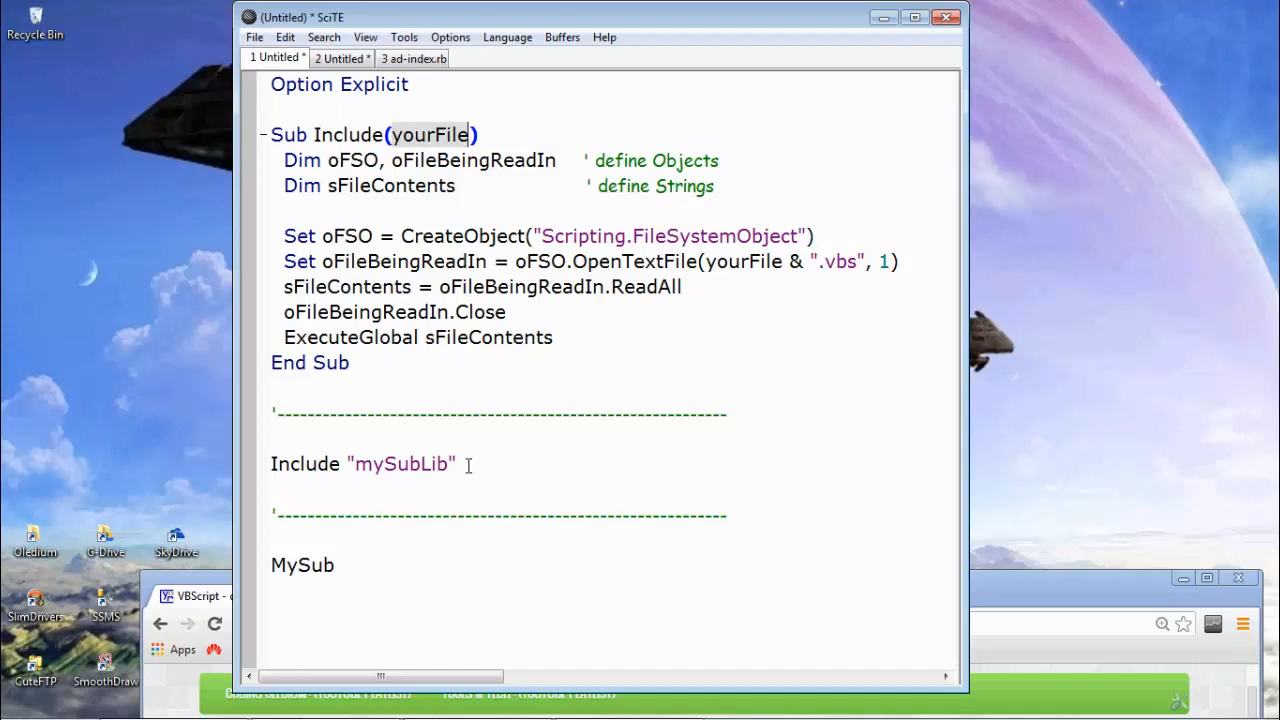 Recycle Bin
(Untitled) * SciTE
File Edit Search View Tools Options Language Buffers Help
1 Untitled * 2 Untitled * 3 ad-index.rb
Option Explicit
Sub Include(yourFile)
Dim oFSO, oFileBeingReadIn ' define Objects
Dim sFileContents ' define Strings
Set oFSO = CreateObject("Scripting.FileSystemObject")
Set oFileBeingReadIn = oFSO.OpenTextFile(yourFile & ".vbs", 1)
sFileContents = oFileBeingReadIn.ReadAll
oFileBeingReadIn.Close
ExecuteGlobal sFileContents
End Sub
'------------------------------------------------------------
Include "mySubLib"
'------------------------------------------------------------
MySub
Oledium G-Drive SkyDrive
SlimDrivers SSMS
CuteFTP SmoothDraw
VBScript -
Apps